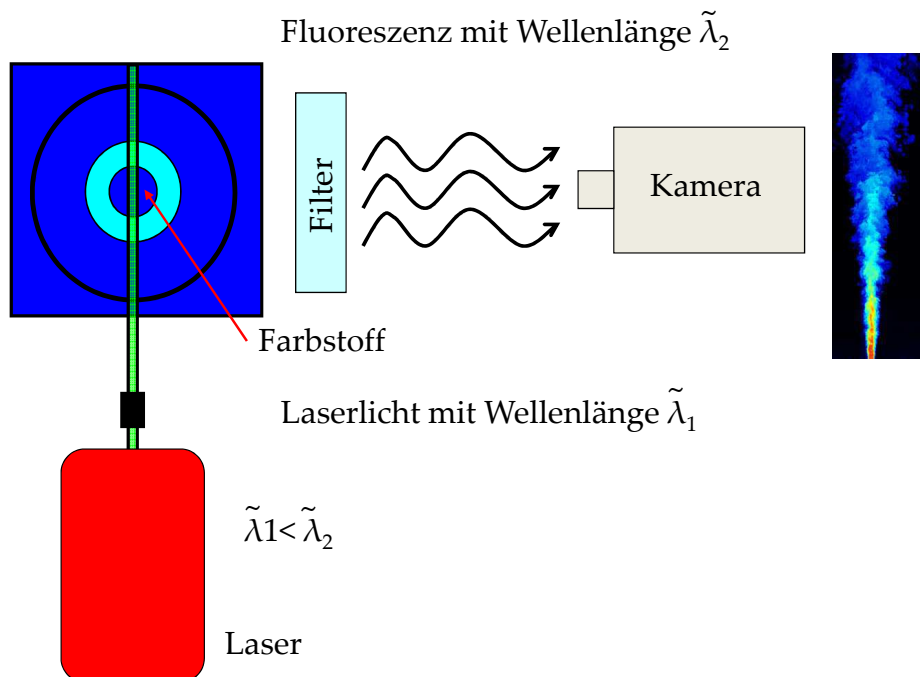 Fluoreszenz mit Wellenlänge λ̃₂
Filter
Kamera
Farbstoff
Laserlicht mit Wellenlänge λ̃₁
λ̃1< λ̃₂
Laser